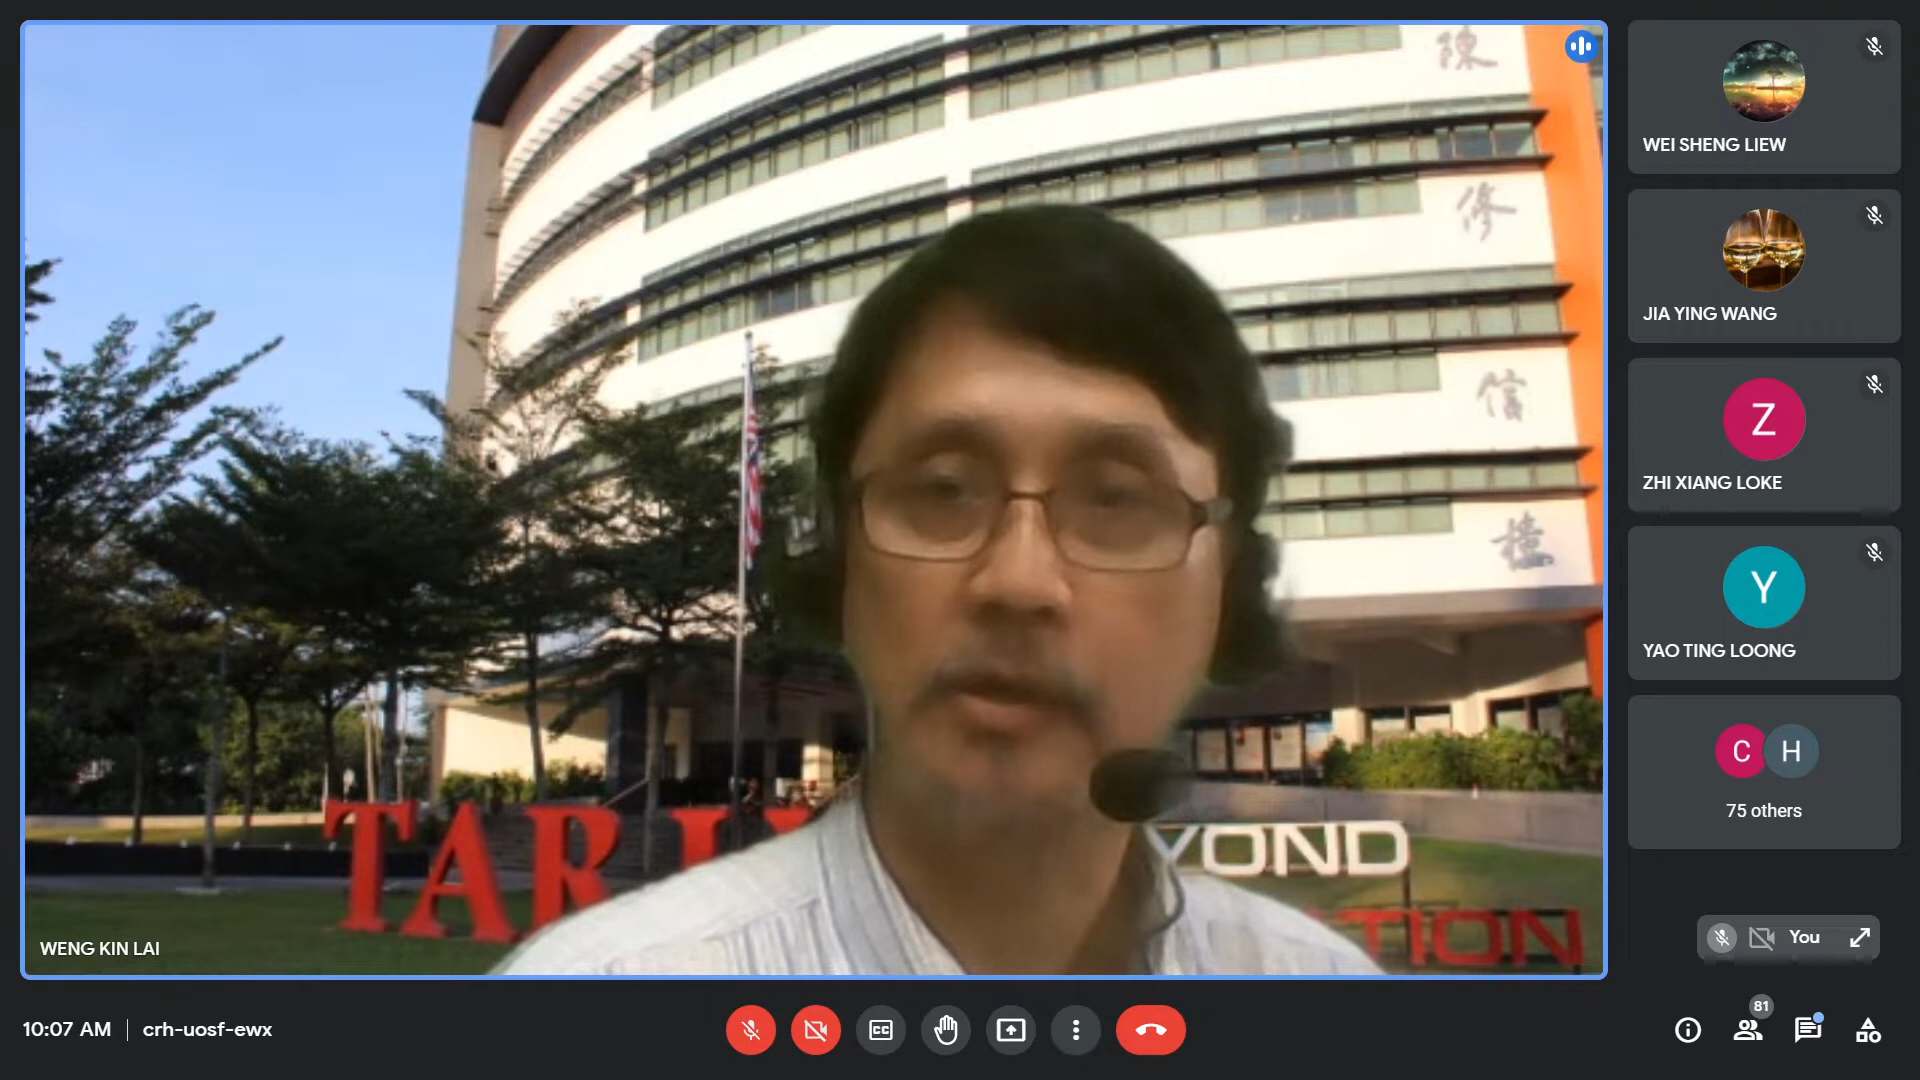 陳
修
信
樓
TAR U
YOND
TION
WENG KIN LAI
WEI SHENG LIEW
JIA YING WANG
Z
ZHI XIANG LOKE
Y
YAO TING LOONG
C H
75 others
You
10:07 AM | crh-uosf-ewx
CC
81